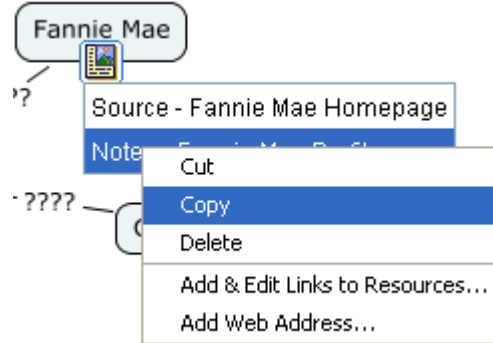 Fannie Mae
??
Source - Fannie Mae Homepage
Note
Cut
- ????
Copy
Delete
Add & Edit Links to Resources...
Add Web Address...